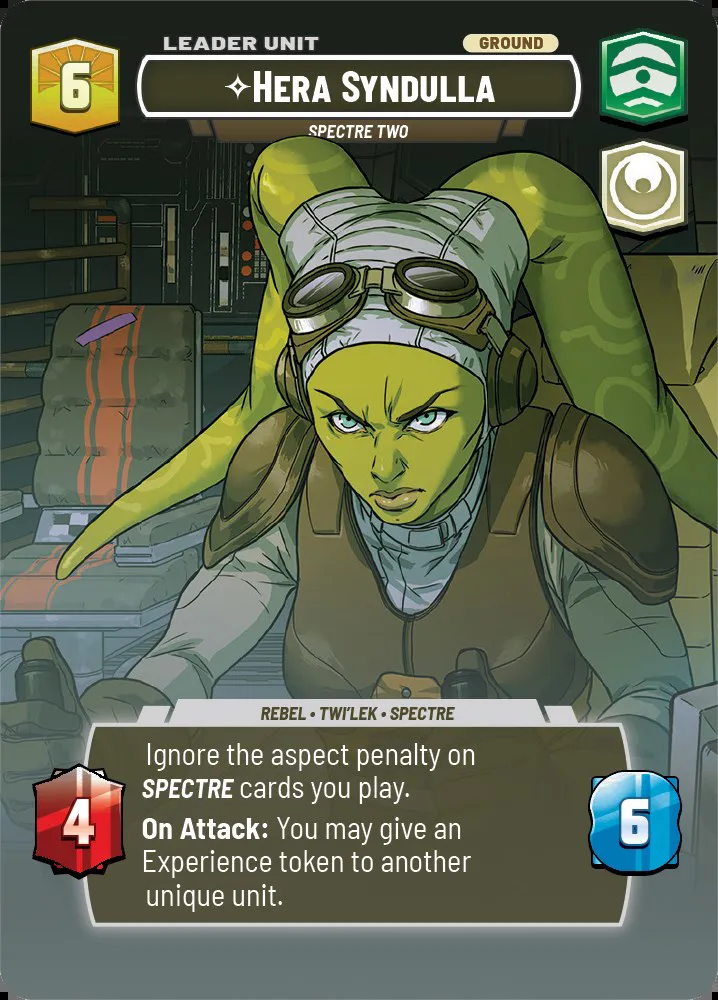 LEADER UNIT
GROUND
6
✧HERA SYNDULLA
SPECTRE TWO
REBEL • TWI'LEK • SPECTRE
Ignore the aspect penalty on
SPECTRE cards you play.
On Attack: You may give an
Experience token to another
unique unit.
4
6